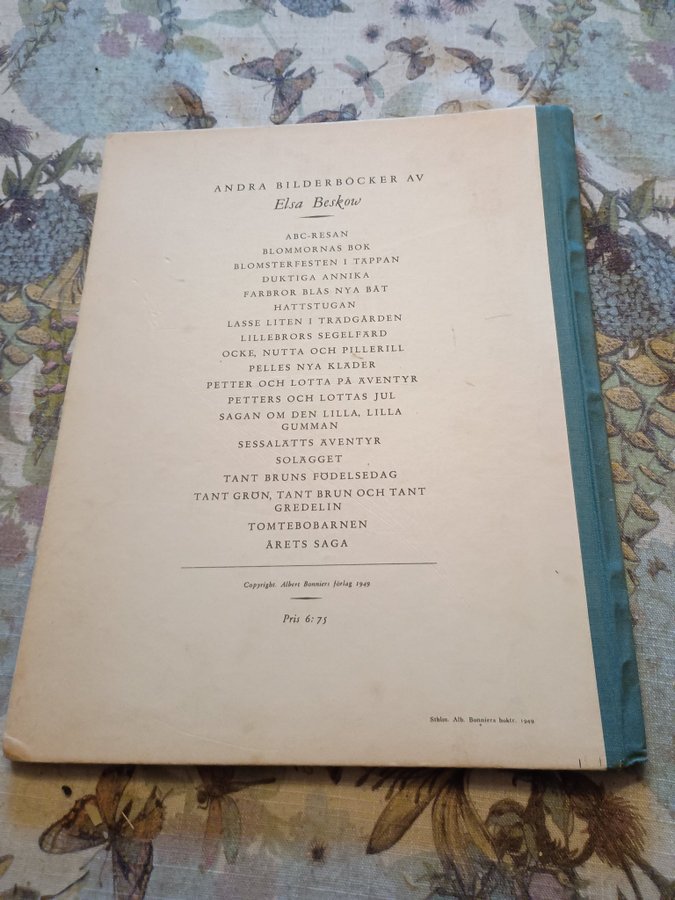 ANDRA BILDERBÖCKER AV
Elsa Beskow
ABC-RESAN
BLOMMORNAS BOK
BLOMSTERFESTEN I TÄPPAN
DUKTIGA ANNIKA
FARBROR BLÅS NYA BÅT
HATTSTUGAN
LASSE LITEN I TRÄDGÅRDEN
LILLEBRORS SEGELFÄRD
OCKE, NUTTA OCH PILLERILL
PELLES NYA KLÄDER
PETTER OCH LOTTA PÅ ÄVENTYR
PETTERS OCH LOTTAS JUL
SAGAN OM DEN LILLA, LILLA
GUMMAN
SESSALÄTTS ÄVENTYR
SOLÄGGET
TANT BRUNS FÖDELSEDAG
TANT GRÖN, TANT BRUN OCH TANT
GREDELIN
TOMTEBOBARNEN
ÅRETS SAGA
Copyright. Albert Bonniers förlag 1949
Pris 6:75
Sthlm. Alb. Bonniers boktr. 1949